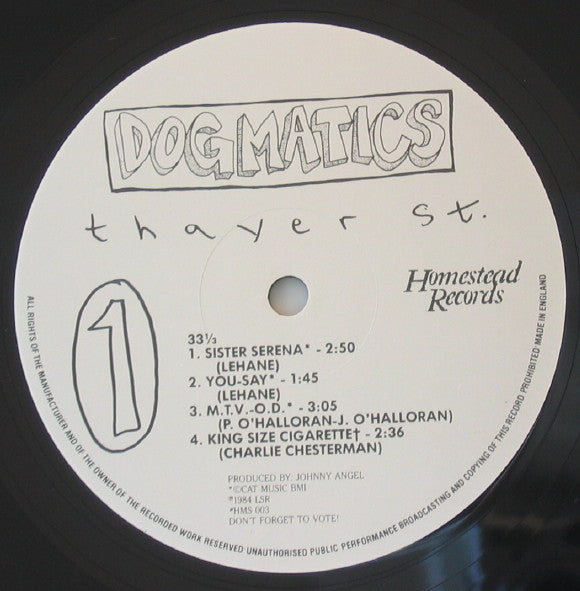 DOGMATICS
thayer st.
Homestead
Records
1
33⅓
1. SISTER SERENA* - 2:50
(LEHANE)
2. YOU-SAY* - 1:45
(LEHANE)
3. M.T.V.-O.D.* - 3:05
(P. O'HALLORAN-J. O'HALLORAN)
4. KING SIZE CIGARETTE† - 2:36
(CHARLIE CHESTERMAN)
PRODUCED BY: JOHNNY ANGEL
*©CAT MUSIC BMI
℗1984 LSR
*HMS 003
DON'T FORGET TO VOTE!
ALL RIGHTS OF THE MANUFACTURER AND OF THE OWNER OF THE RECORDED WORK RESERVED·UNAUTHORISED PUBLIC PERFORMANCE BROADCASTING AND COPYING OF THIS RECORD PROHIBITED MADE IN ENGLAND